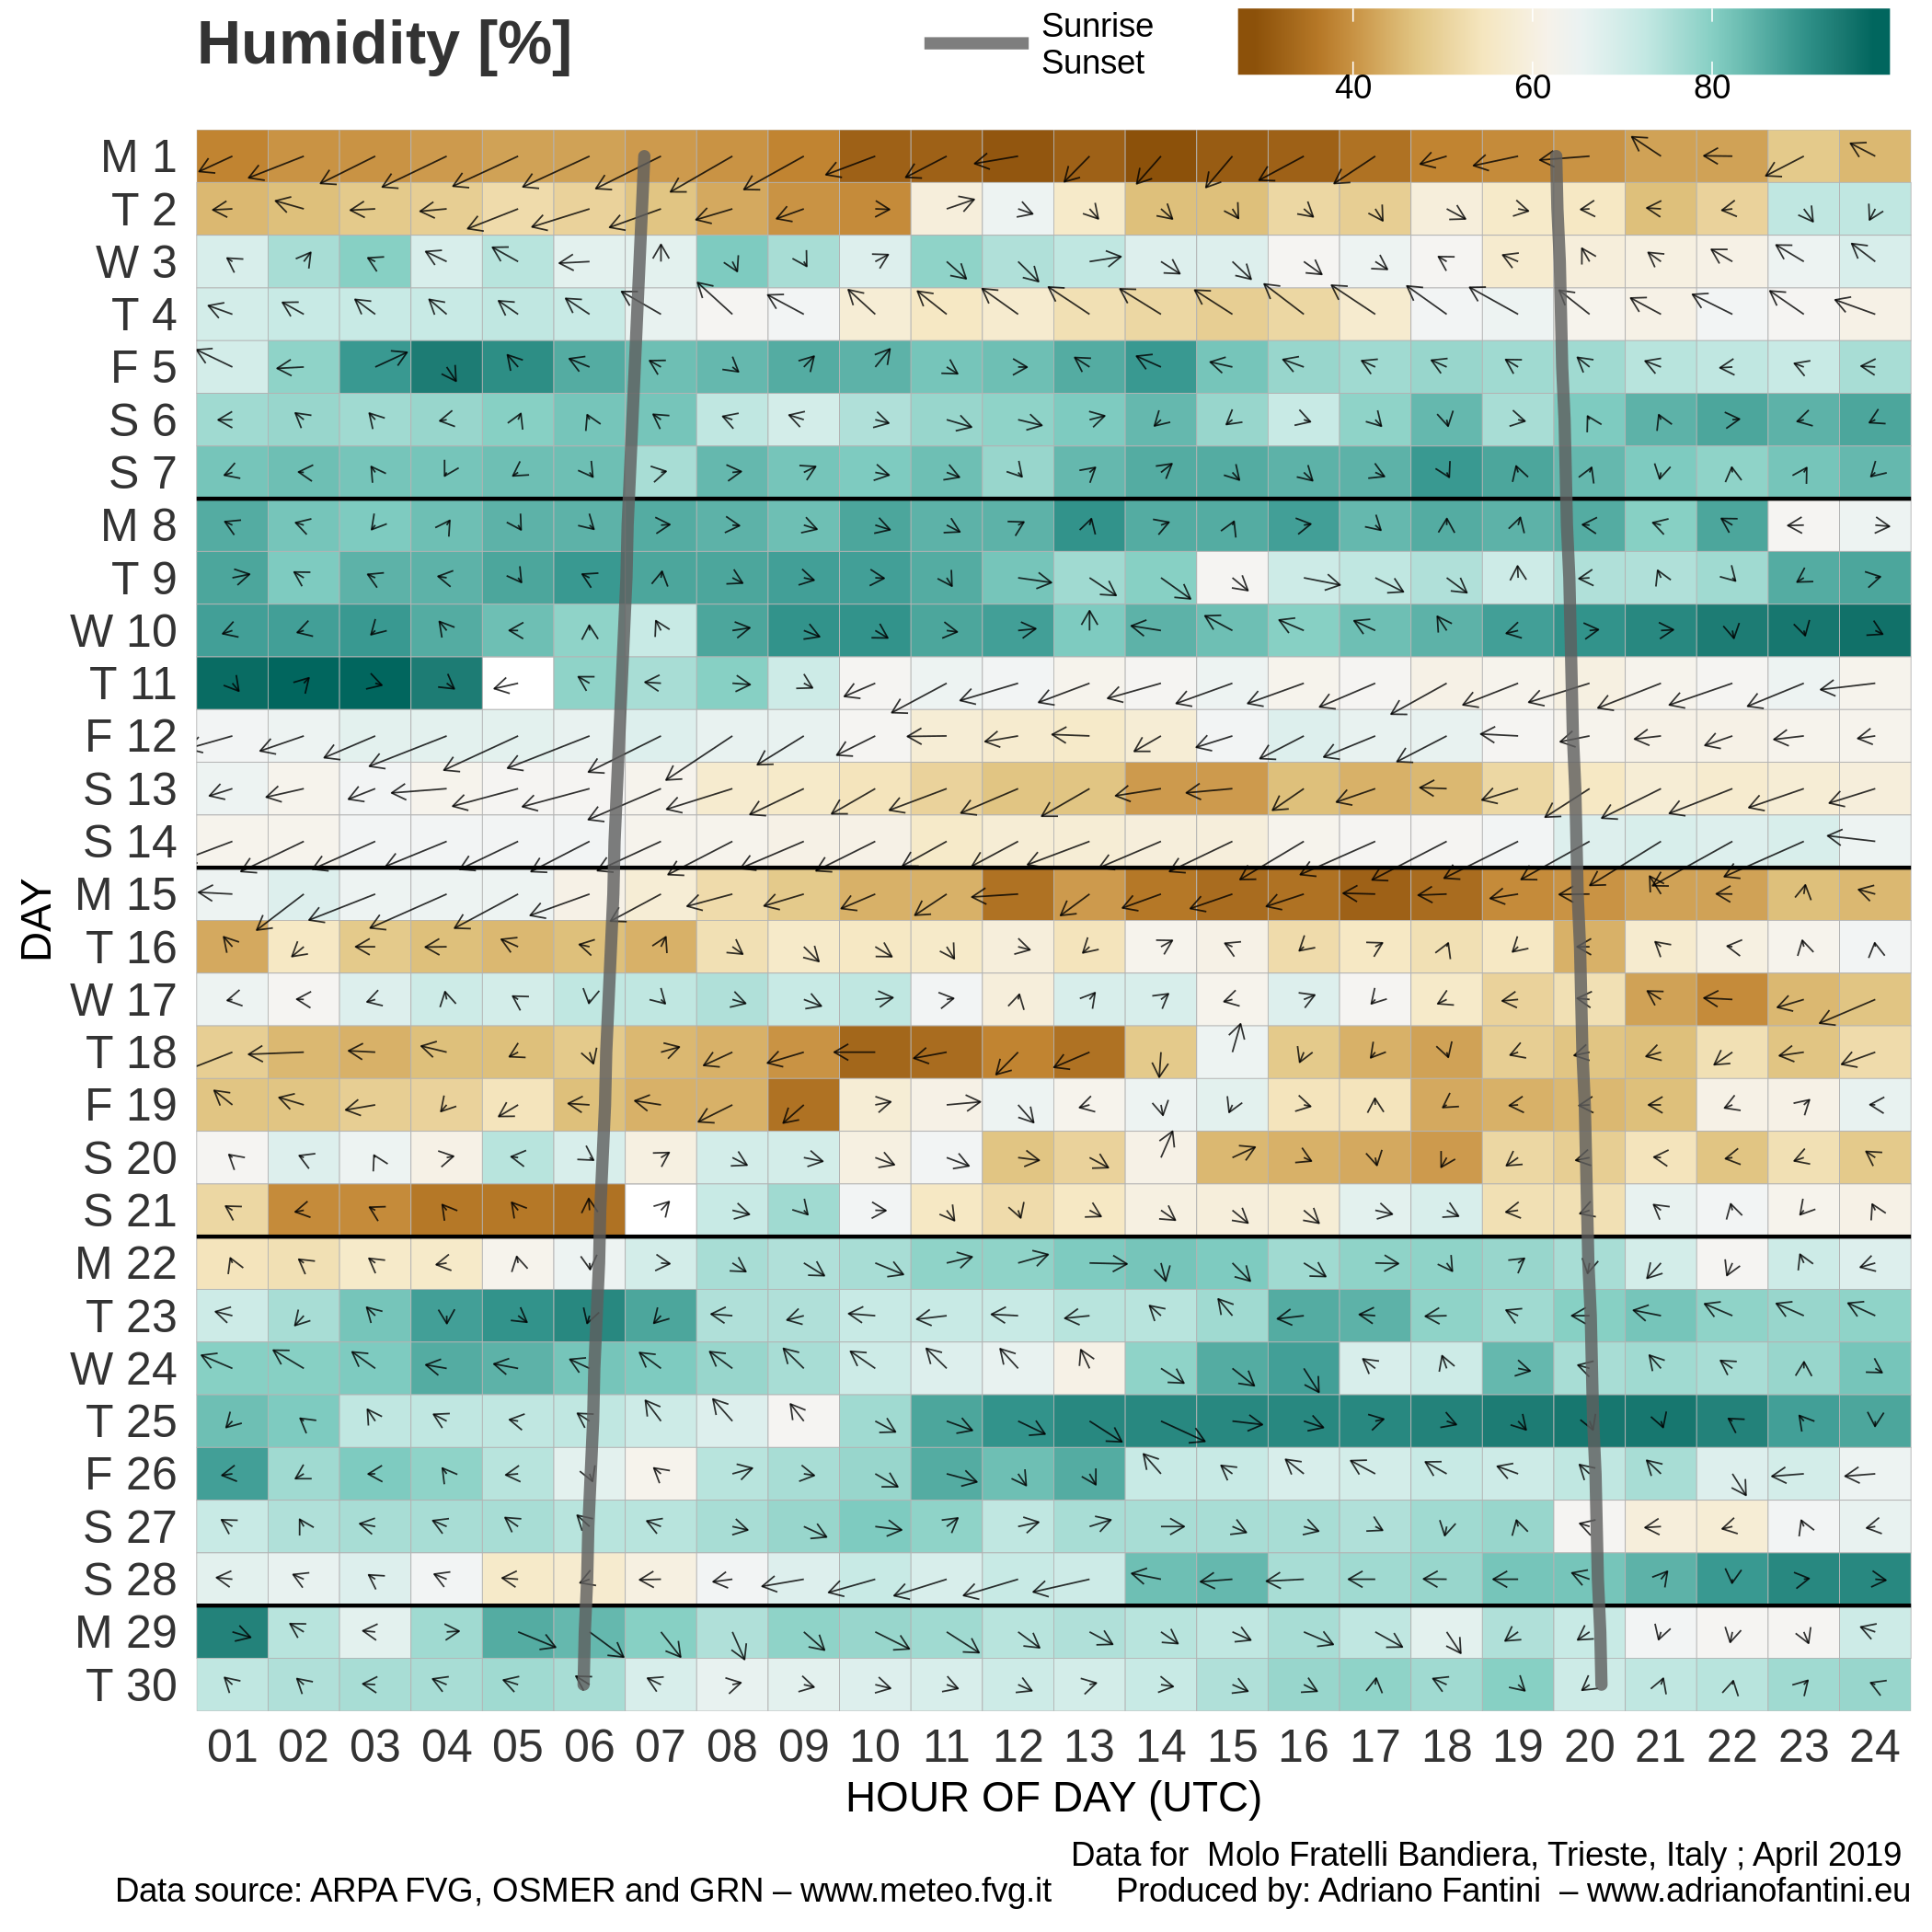 Humidity [%]
Sunrise
Sunset
40 60 80
M 1
T 2
W 3
T 4
F 5
S 6
S 7
M 8
T 9
W 10
T 11
F 12
S 13
S 14
M 15
T 16
W 17
T 18
F 19
S 20
S 21
M 22
T 23
W 24
T 25
F 26
S 27
S 28
M 29
T 30
DAY
01 02 03 04 05 06 07 08 09 10 11 12 13 14 15 16 17 18 19 20 21 22 23 24
HOUR OF DAY (UTC)
Data for  Molo Fratelli Bandiera, Trieste, Italy ; April 2019
Data source: ARPA FVG, OSMER and GRN – www.meteo.fvg.it Produced by: Adriano Fantini  – www.adrianofantini.eu